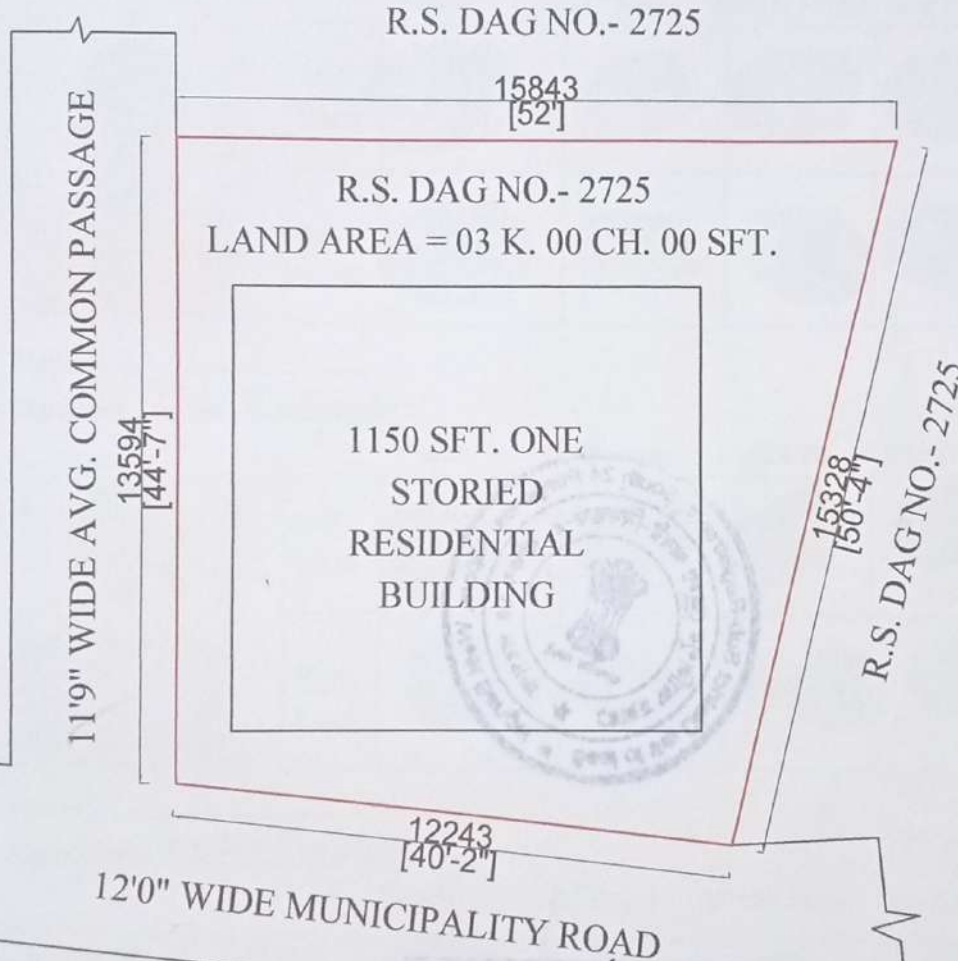 R.S. DAG NO.- 2725
15843
[52']
R.S. DAG NO.- 2725
LAND AREA = 03 K. 00 CH. 00 SFT.
11'9" WIDE AVG. COMMON PASSAGE
13594
[44'-7"]
1150 SFT. ONE
STORIED
RESIDENTIAL
BUILDING
15328
[50'-4"]
R.S. DAG NO.- 2725
12243
[40'-2"]
12'0" WIDE MUNICIPALITY ROAD